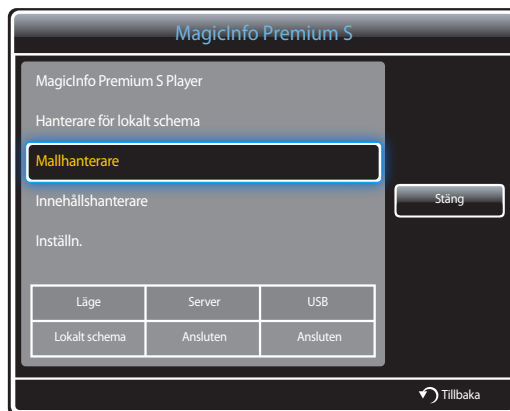 MagicInfo Premium S
MagicInfo Premium S Player
Hanterare för lokalt schema
Mallhanterare
Innehållshanterare
Inställn.
Stäng
Läge Server USB
Lokalt schema Ansluten Ansluten
Tillbaka